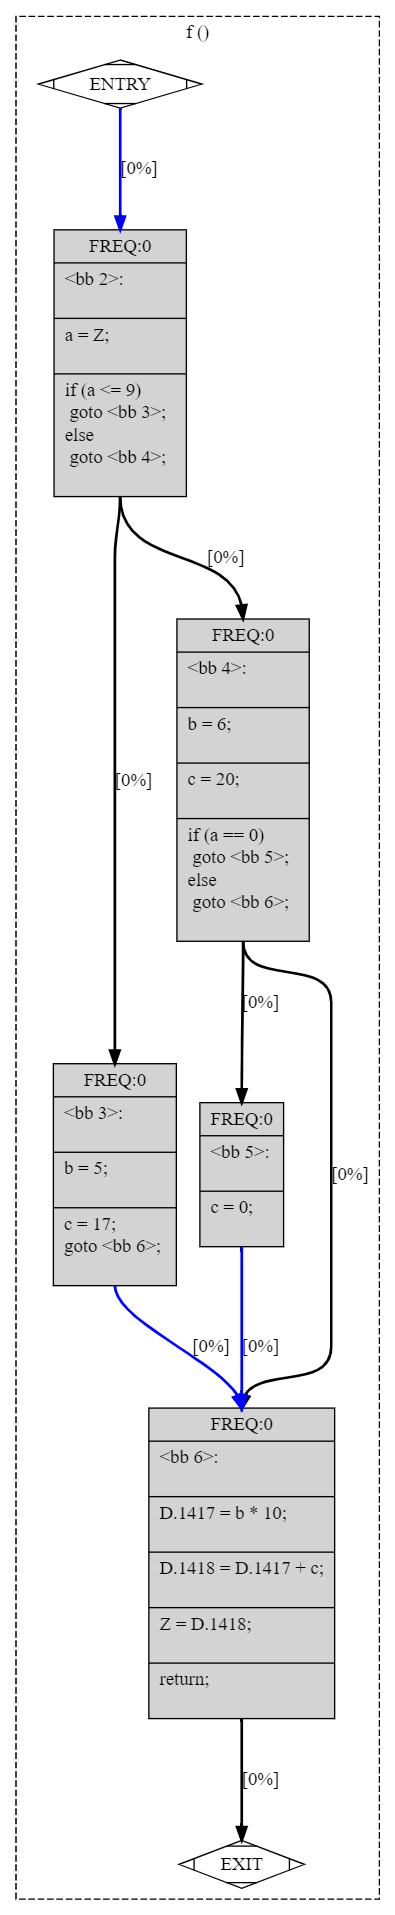 f ()
ENTRY
[0%]
FREQ:0
<bb 2>:
a = Z;
if (a <= 9)
goto <bb 3>;
else
goto <bb 4>;
[0%]
[0%]
FREQ:0
<bb 4>:
b = 6;
c = 20;
if (a == 0)
goto <bb 5>;
else
goto <bb 6>;
[0%]
[0%]
FREQ:0
<bb 3>:
b = 5;
c = 17;
goto <bb 6>;
FREQ:0
<bb 5>:
c = 0;
[0%]
[0%]
FREQ:0
<bb 6>:
D.1417 = b * 10;
D.1418 = D.1417 + c;
Z = D.1418;
return;
[0%]
EXIT